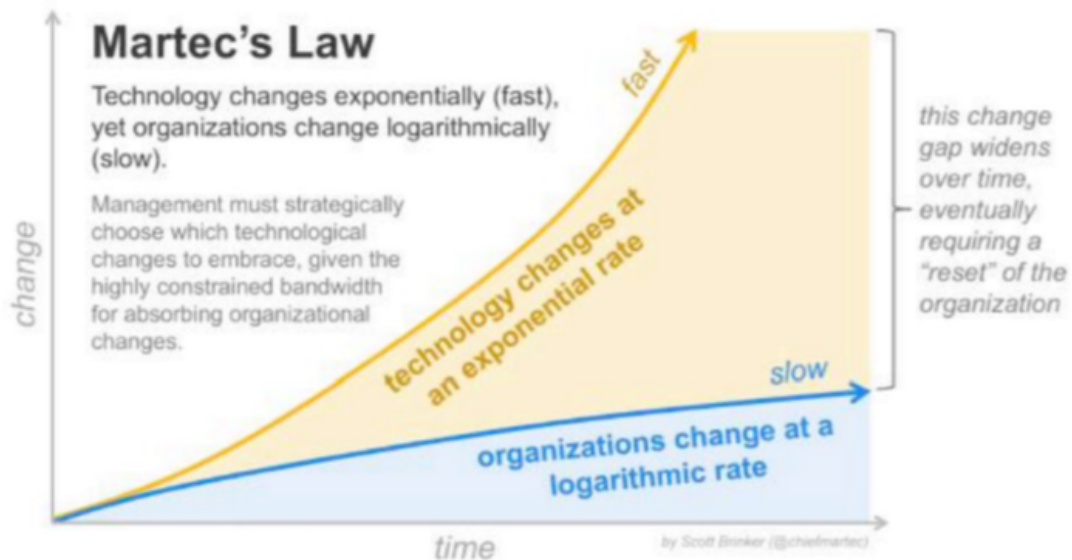 Martec's Law
Technology changes exponentially (fast),
yet organizations change logarithmically
(slow).
Management must strategically
choose which technological
changes to embrace, given the
highly constrained bandwidth
for absorbing organizational
changes.
change
fast
technology changes at
an exponential rate
slow
organizations change at a
logarithmic rate
this change
gap widens
over time,
eventually
requiring a
"reset" of the
organization
time
by Scott Brinker (@chiefmartec)